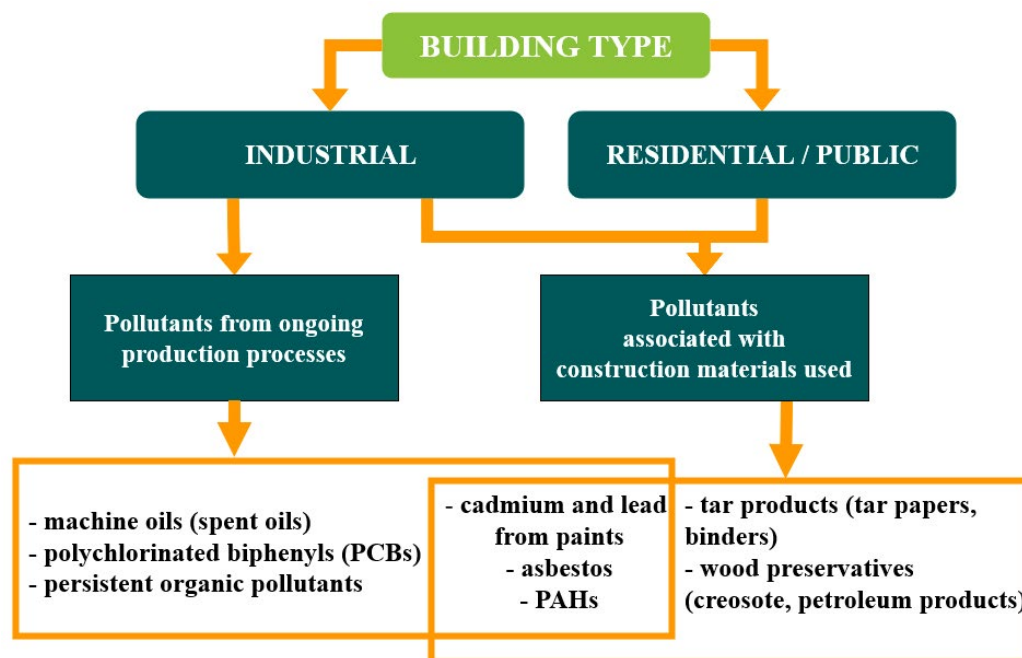 BUILDING TYPE
INDUSTRIAL
RESIDENTIAL / PUBLIC
Pollutants from ongoing
production processes
Pollutants
associated with
construction materials used
- machine oils (spent oils)
- polychlorinated biphenyls (PCBs)
- persistent organic pollutants
- cadmium and lead
from paints
- asbestos
- PAHs
- tar products (tar papers,
binders)
- wood preservatives
(creosote, petroleum products)